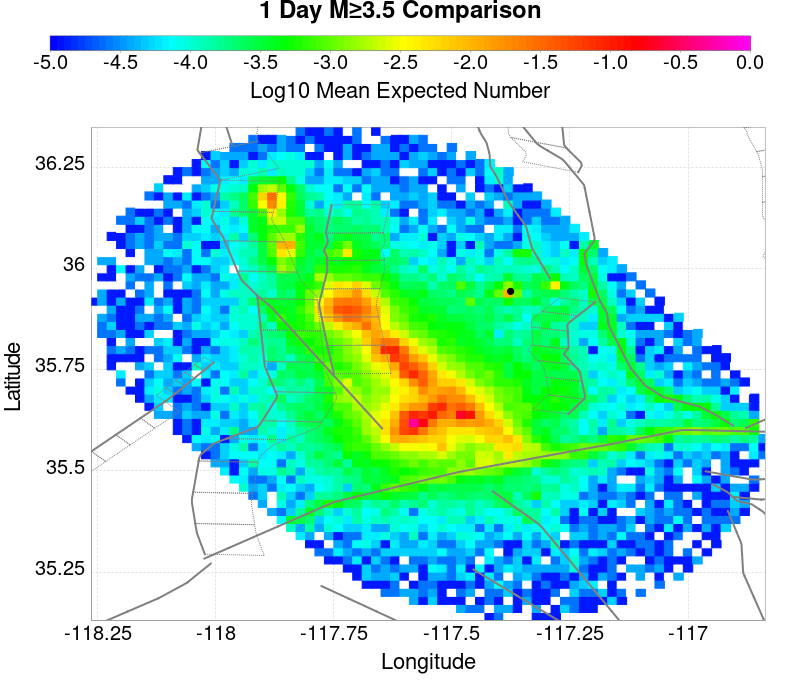 1 Day M≥3.5 Comparison
-5.0 -4.5 -4.0 -3.5 -3.0 -2.5 -2.0 -1.5 -1.0 -0.5 0.0
Log10 Mean Expected Number
36.25
36
35.75
35.5
35.25
Latitude
-118.25 -118 -117.75 -117.5 -117.25 -117
Longitude